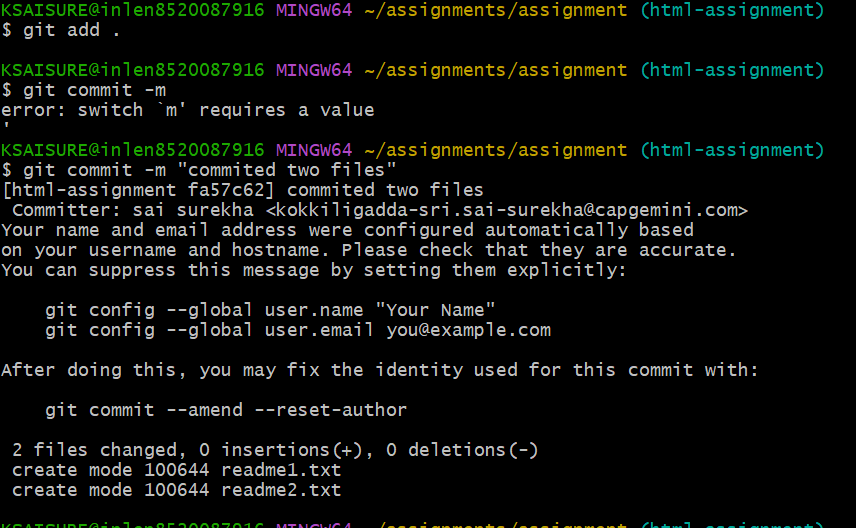 KSAISURE@inlen8520087916 MINGW64 ~/assignments/assignment (html-assignment)
$ git add .
KSAISURE@inlen8520087916 MINGW64 ~/assignments/assignment (html-assignment)
$ git commit -m
error: switch `m' requires a value
'
KSAISURE@inlen8520087916 MINGW64 ~/assignments/assignment (html-assignment)
$ git commit -m "commited two files"
[html-assignment fa57c62] commited two files
 Committer: sai surekha <kokkiligadda-sri.sai-surekha@capgemini.com>
Your name and email address were configured automatically based
on your username and hostname. Please check that they are accurate.
You can suppress this message by setting them explicitly:

    git config --global user.name "Your Name"
    git config --global user.email you@example.com

After doing this, you may fix the identity used for this commit with:

    git commit --amend --reset-author

 2 files changed, 0 insertions(+), 0 deletions(-)
 create mode 100644 readme1.txt
 create mode 100644 readme2.txt